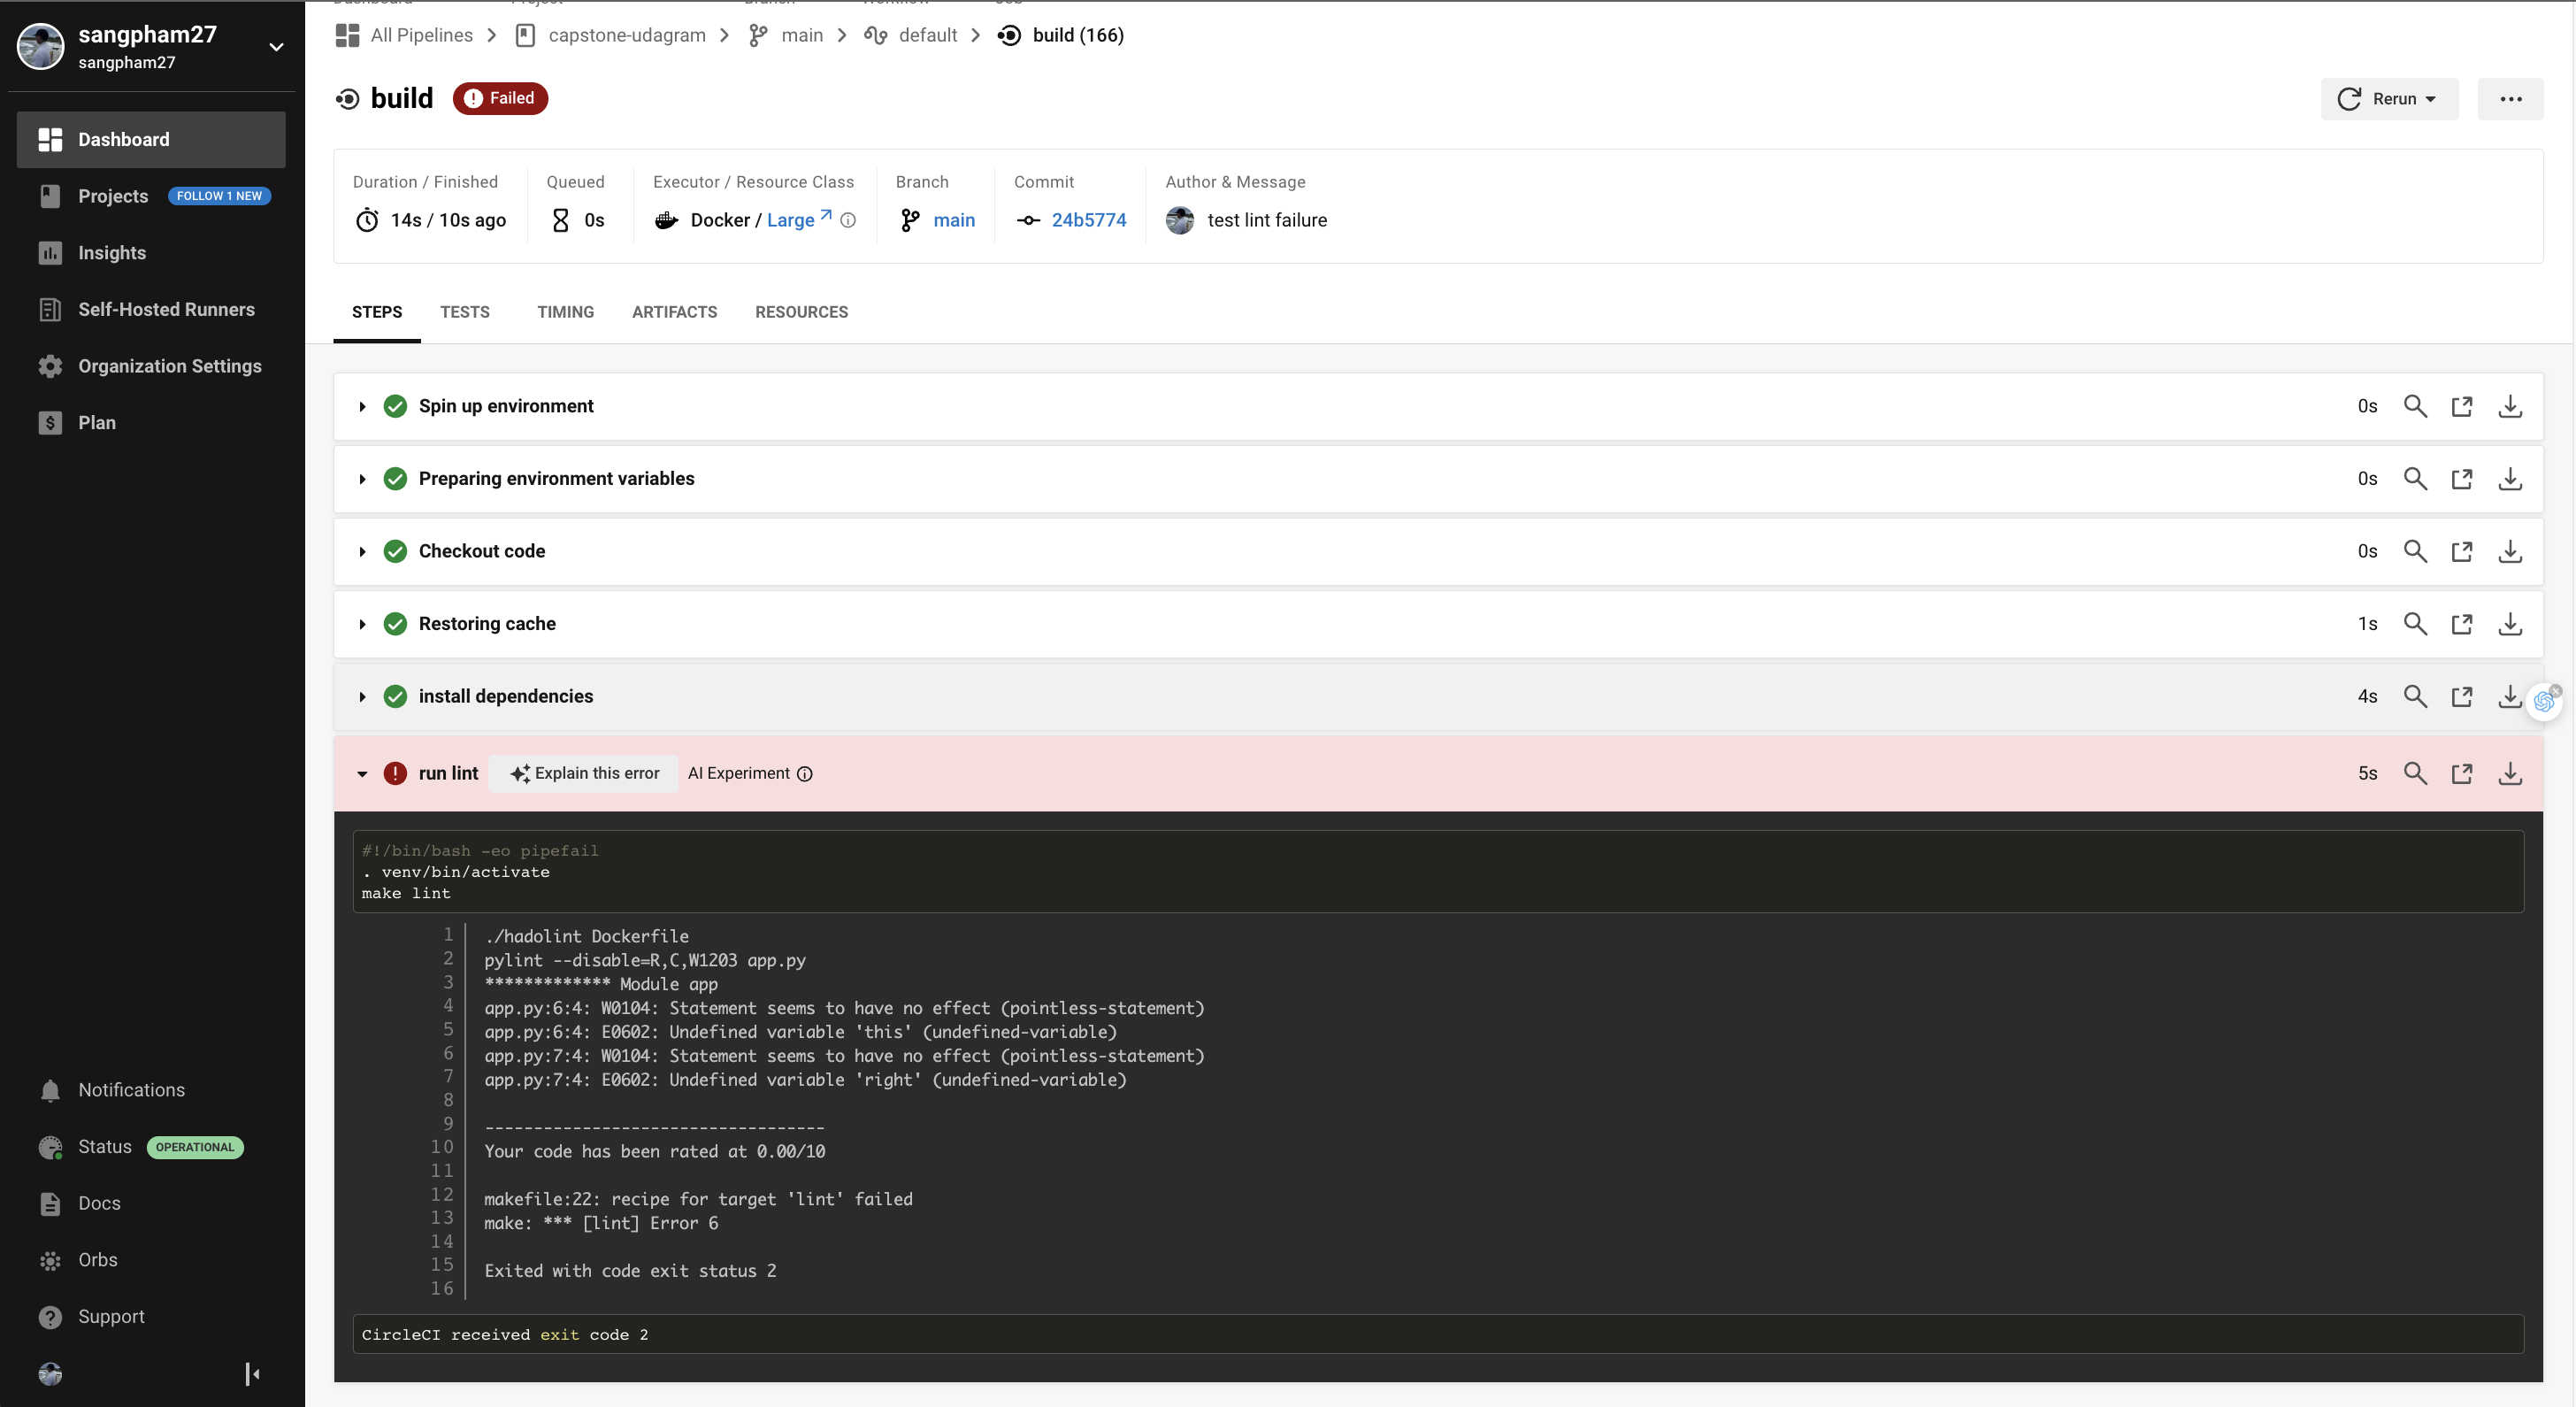 sangpham27
sangpham27
Dashboard
Projects FOLLOW 1 NEW
Insights
Self-Hosted Runners
Organization Settings
Plan
Notifications
Status OPERATIONAL
Docs
Orbs
Support
Dashboard Project Branch Workflow Job
All Pipelines capstone-udagram main default build (166)
build Failed
Rerun
Duration / Finished Queued Executor / Resource Class Branch Commit Author & Message
14s / 10s ago 0s Docker / Large main 24b5774 test lint failure
STEPS TESTS TIMING ARTIFACTS RESOURCES
Spin up environment 0s
Preparing environment variables 0s
Checkout code 0s
Restoring cache 1s
install dependencies 4s
run lint Explain this error AI Experiment 5s
#!/bin/bash -eo pipefail
. venv/bin/activate
make lint
1 ./hadolint Dockerfile
2 pylint --disable=R,C,W1203 app.py
3 ************* Module app
4 app.py:6:4: W0104: Statement seems to have no effect (pointless-statement)
5 app.py:6:4: E0602: Undefined variable 'this' (undefined-variable)
6 app.py:7:4: W0104: Statement seems to have no effect (pointless-statement)
7 app.py:7:4: E0602: Undefined variable 'right' (undefined-variable)
8
9 -----------------------------------
10 Your code has been rated at 0.00/10
11
12 makefile:22: recipe for target 'lint' failed
13 make: *** [lint] Error 6
14
15 Exited with code exit status 2
16
CircleCI received exit code 2